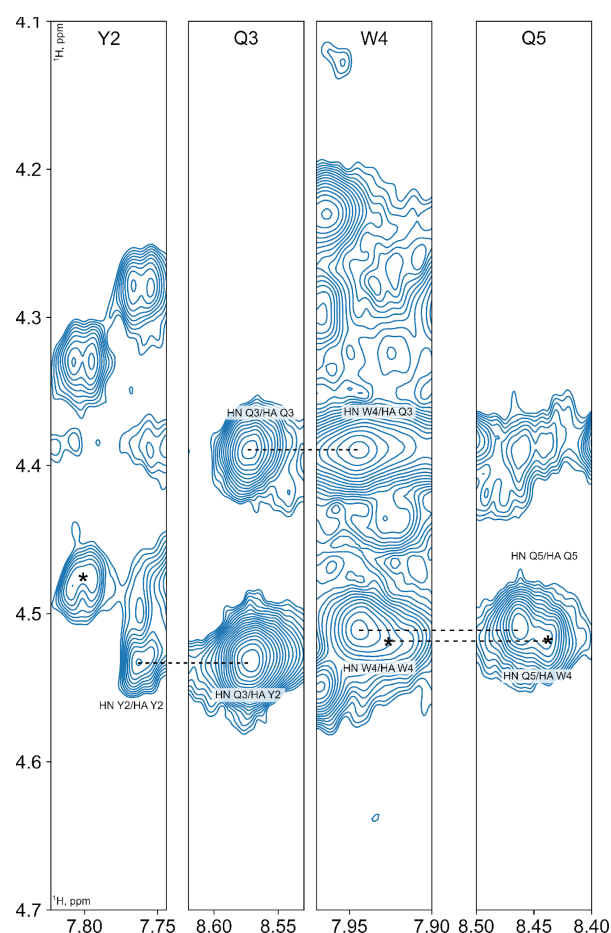 4.1
¹H, ppm
Y2
Q3
W4
Q5
4.2
4.3
HN Q3/HA Q3
HN W4/HA Q3
4.4
HN Q5/HA Q5
*
4.5
*
*
HN W4/HA W4
HN Q5/HA W4
HN Q3/HA Y2
HN Y2/HA Y2
4.6
¹H, ppm
4.7
7.80 7.75 8.60 8.55 7.95 7.90 8.50 8.45 8.40